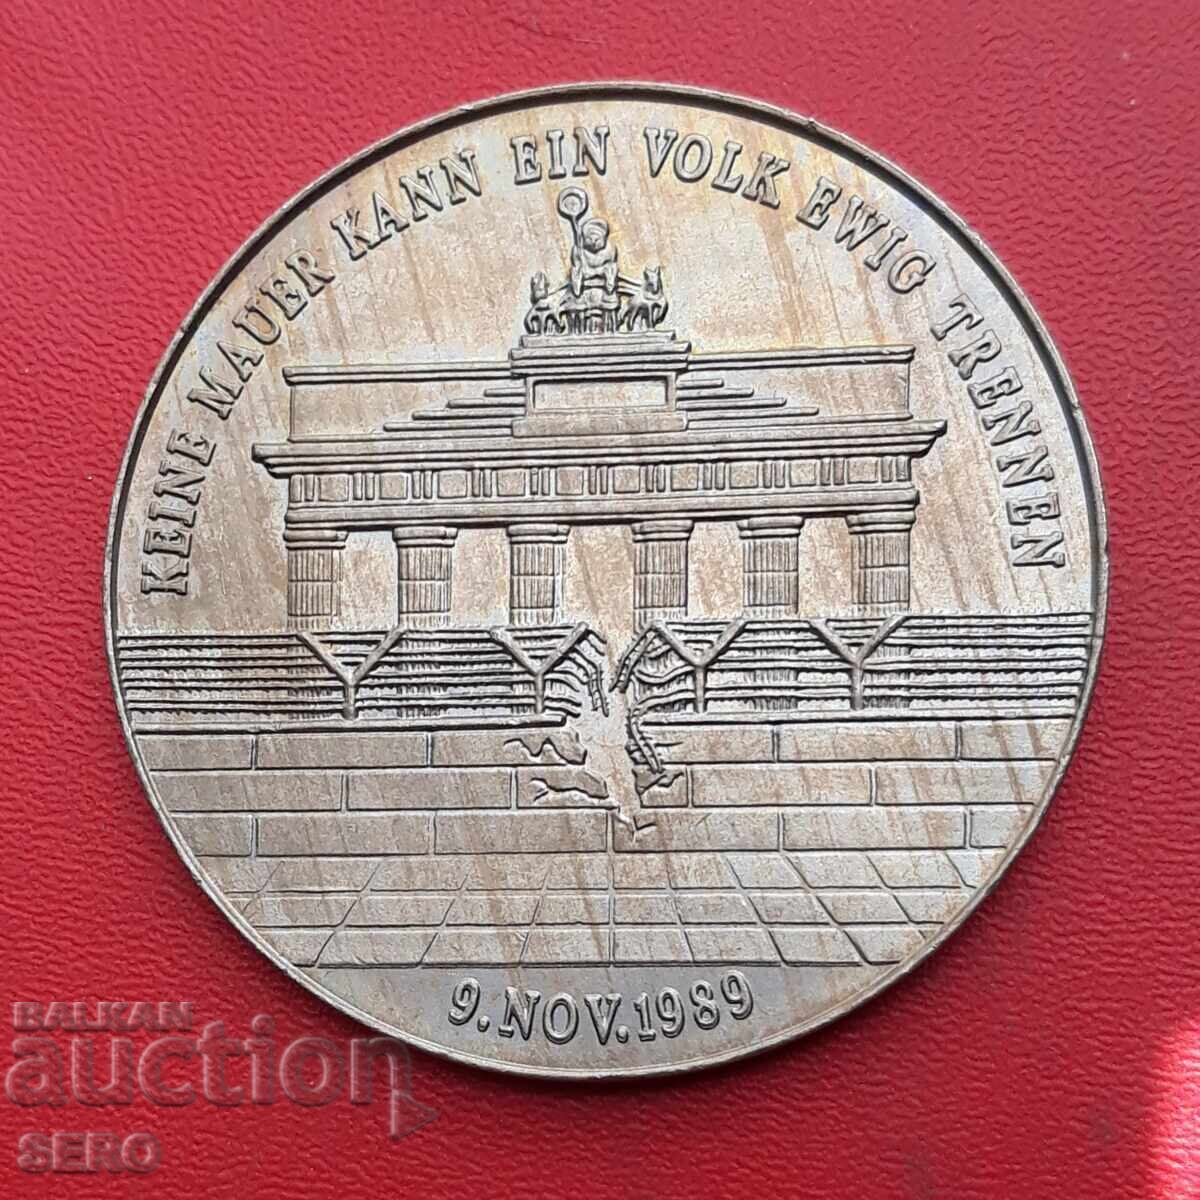 KEINE MAUER KANN EIN VOLK EWIG TRENNEN
9.NOV.1989
BALKAN
auction
SERO